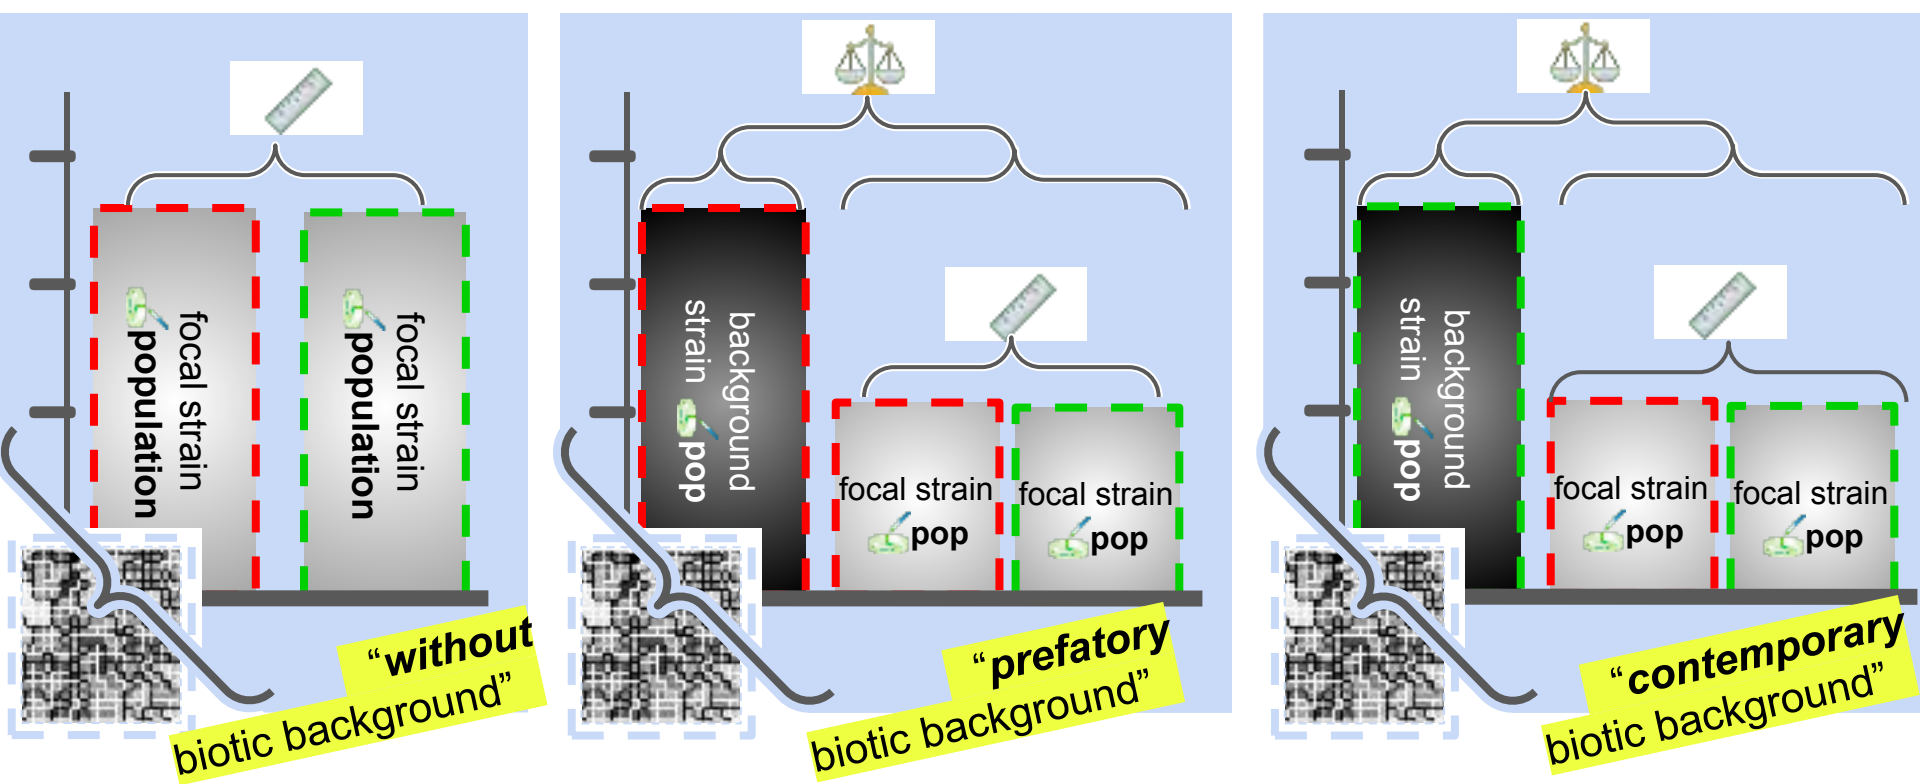 focal strain
population
focal strain
population
“without
biotic background”
background
strain
pop
focal strain
pop
focal strain
pop
“prefatory
biotic background”
background
strain
pop
focal strain
pop
focal strain
pop
“contemporary
biotic background”